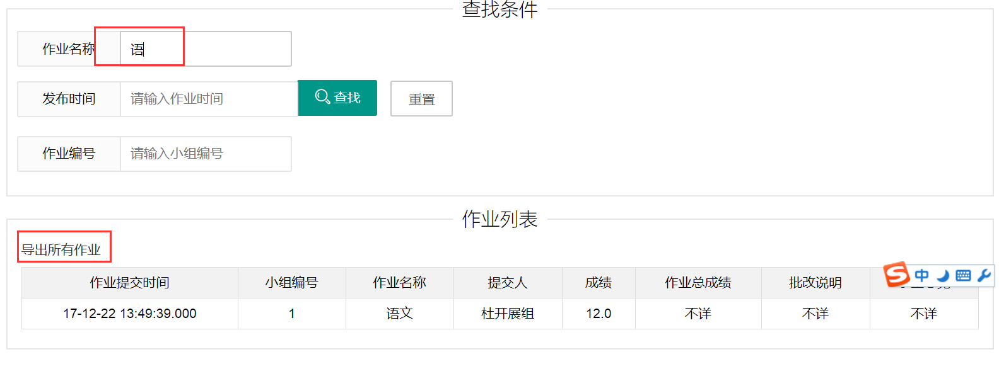 查找条件
作业名称 语
发布时间 请输入作业时间 查找 重置
作业编号 请输入小组编号
作业列表
导出所有作业
中
作业提交时间 小组编号 作业名称 提交人 成绩 作业总成绩 批改说明
17-12-22 13:49:39.000 1 语文 杜开展组 12.0 不详 不详 不详